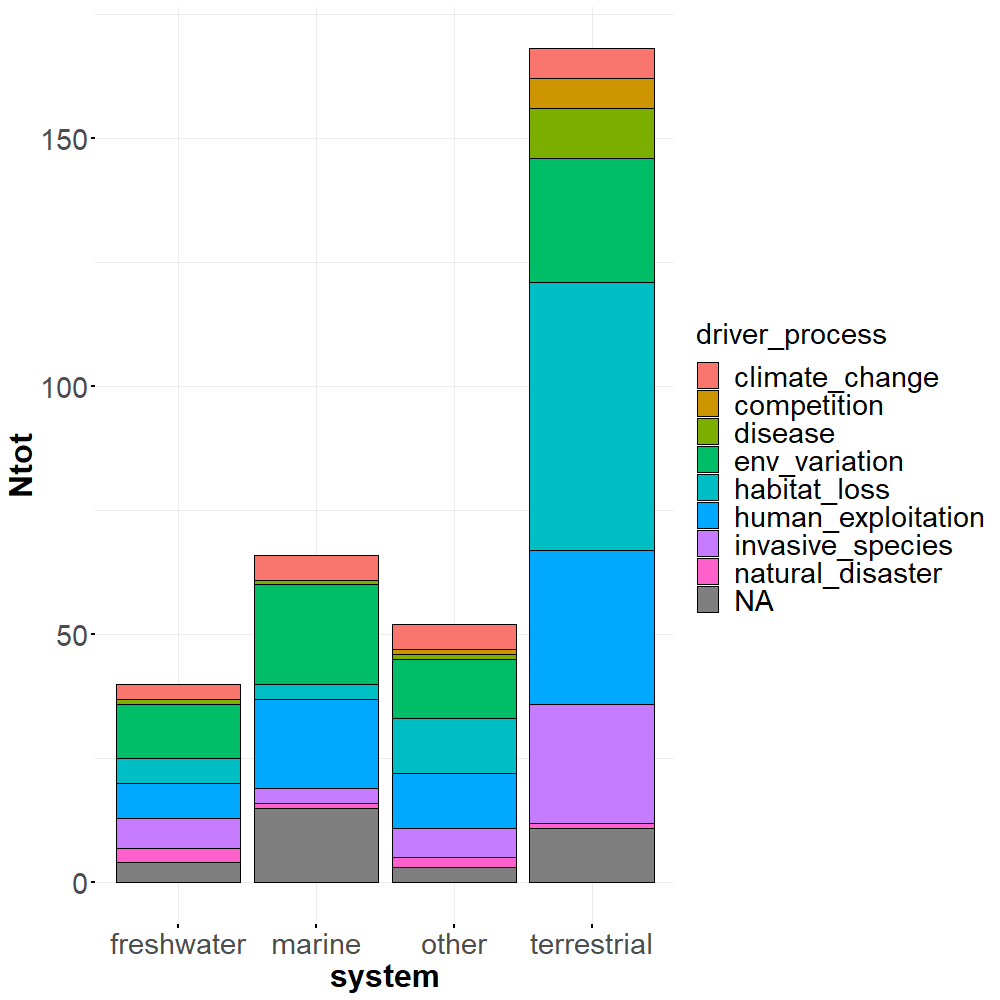 Ntot
150
100
50
0
freshwater marine other terrestrial
system
driver_process
climate_change
competition
disease
env_variation
habitat_loss
human_exploitation
invasive_species
natural_disaster
NA